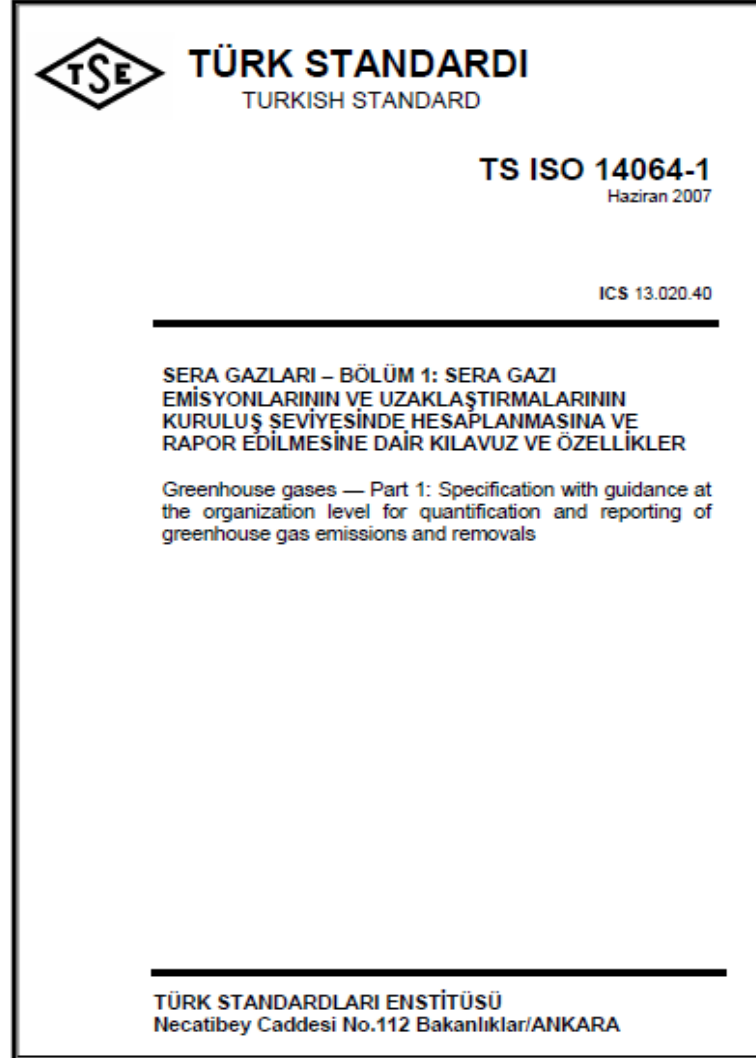 TSE
TÜRK STANDARDI
TURKISH STANDARD
TS ISO 14064-1
Haziran 2007
ICS 13.020.40
SERA GAZLARI – BÖLÜM 1: SERA GAZI
EMİSYONLARININ VE UZAKLAŞTIRMALARININ
KURULUŞ SEVİYESİNDE HESAPLANMASINA VE
RAPOR EDİLMESİNE DAİR KILAVUZ VE ÖZELLİKLER
Greenhouse gases — Part 1: Specification with guidance at
the organization level for quantification and reporting of
greenhouse gas emissions and removals
TÜRK STANDARDLARI ENSTİTÜSÜ
Necatibey Caddesi No.112 Bakanlıklar/ANKARA